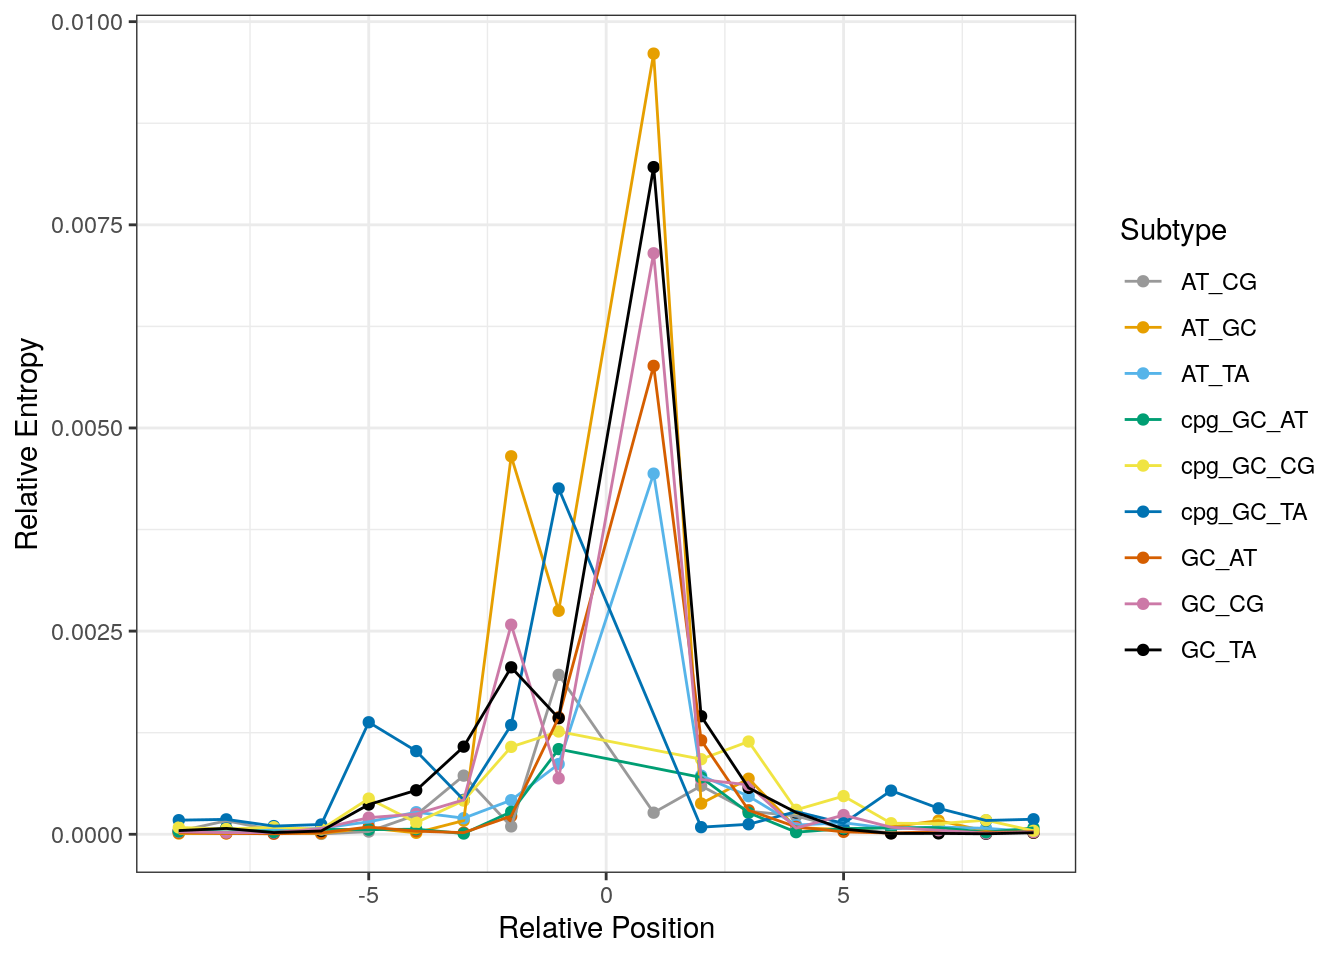 0.0100
0.0075
0.0050
0.0025
0.0000
Relative Entropy
-5 0 5
Relative Position
Subtype
AT_CG
AT_GC
AT_TA
cpg_GC_AT
cpg_GC_CG
cpg_GC_TA
GC_AT
GC_CG
GC_TA